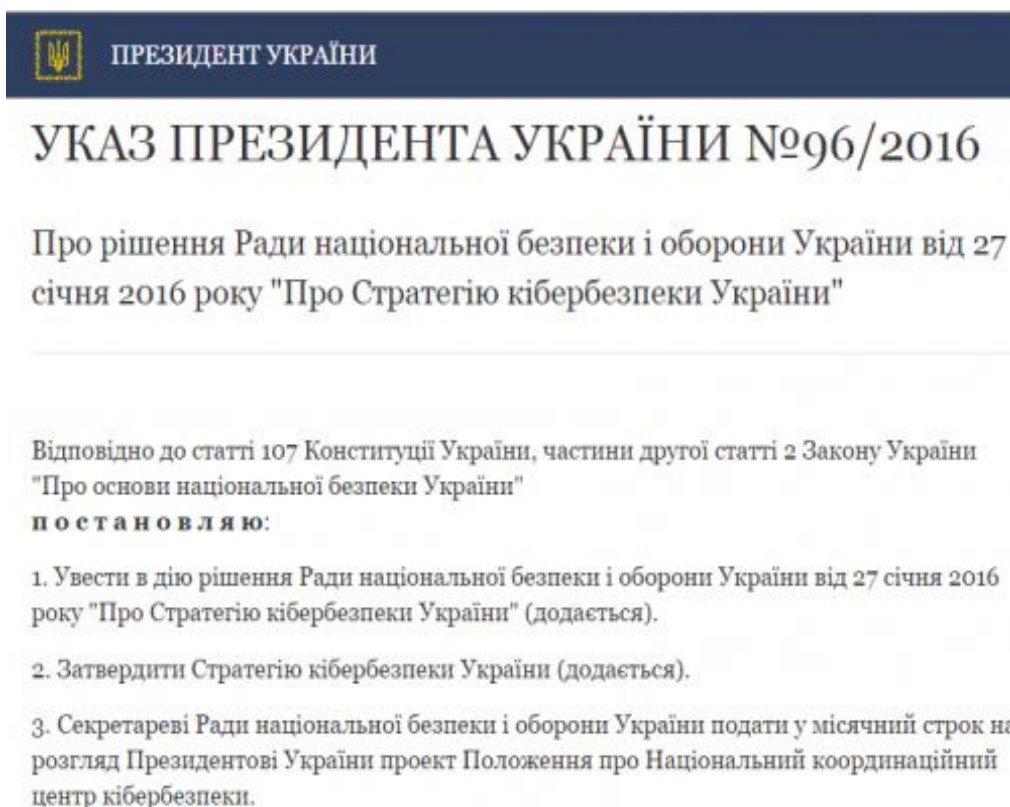 ПРЕЗИДЕНТ УКРАЇНИ
УКАЗ ПРЕЗИДЕНТА УКРАЇНИ №96/2016
Про рішення Ради національної безпеки і оборони України від 27
січня 2016 року "Про Стратегію кібербезпеки України"
Відповідно до статті 107 Конституції України, частини другої статті 2 Закону України
"Про основи національної безпеки України"
п о с т а н о в л я ю:
1. Увести в дію рішення Ради національної безпеки і оборони України від 27 січня 2016
року "Про Стратегію кібербезпеки України" (додається).
2. Затвердити Стратегію кібербезпеки України (додається).
3. Секретареві Ради національної безпеки і оборони України подати у місячний строк на
розгляд Президентові України проект Положення про Національний координаційний
центр кібербезпеки.